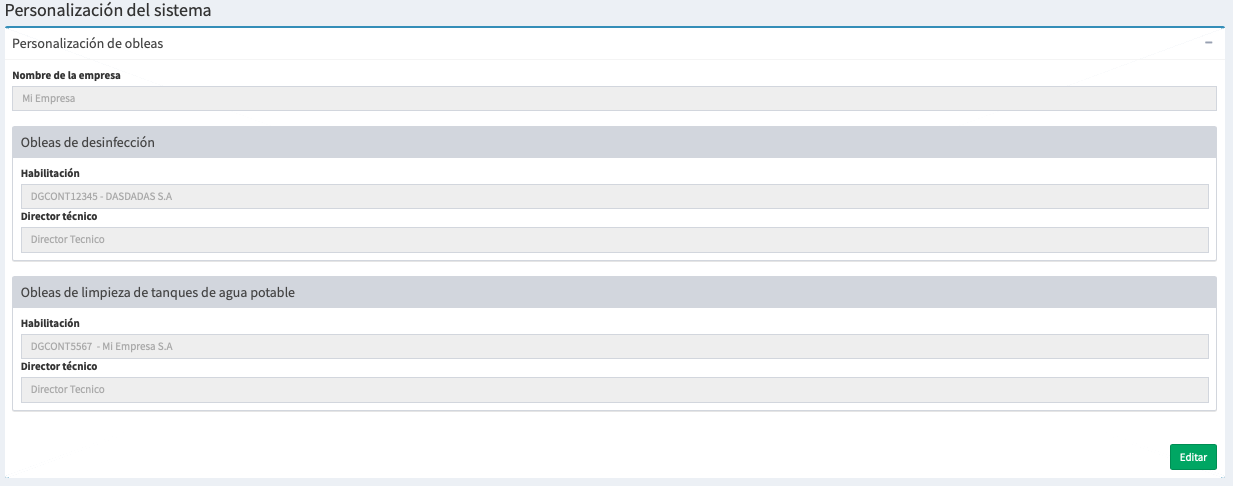 Personalización del sistema
Personalización de obleas
Nombre de la empresa
Mi Empresa
Obleas de desinfección
Habilitación
DGCONT12345 - DASDADAS S.A
Director técnico
Director Tecnico
Obleas de limpieza de tanques de agua potable
Habilitación
DGCONT5567 - Mi Empresa S.A
Director técnico
Director Tecnico
Editar